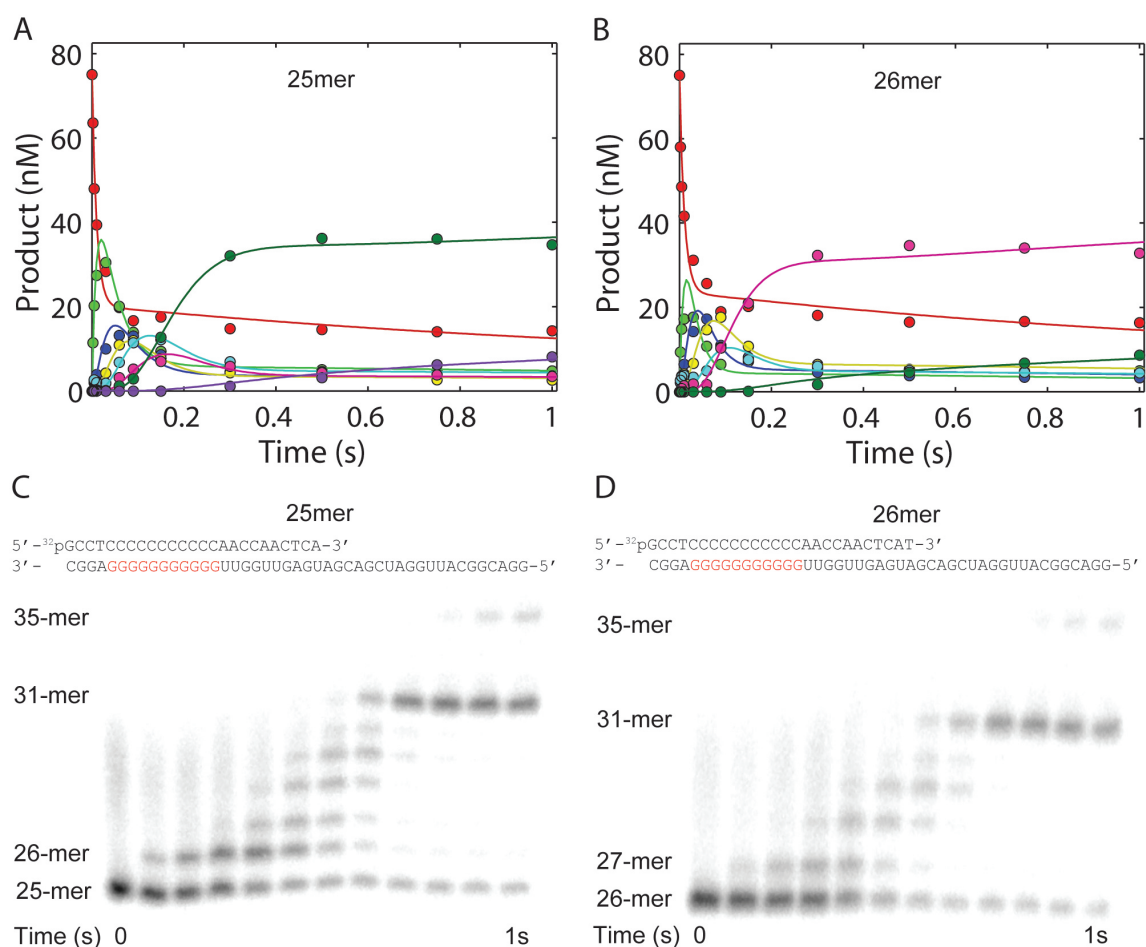 A
B
80
60
40
20
0
Product (nM)
25mer
0.2
0.4
0.6
0.8
1
Time (s)
80
60
40
20
0
Product (nM)
26mer
0.2
0.4
0.6
0.8
1
Time (s)
C
25mer
5’-³²pGCCTCCCCCCCCCCCAACCAACTCA-3’
3’- CGGAGGGGGGGGGGGUUGGUUGAGUAGCAGCUAGGUUACGGCAGG-5’
35-mer
31-mer
26-mer
25-mer
Time (s) 0 1s
D
26mer
5’-³²pGCCTCCCCCCCCCCCAACCAACTCAT-3’
3’- CGGAGGGGGGGGGGGUUGGUUGAGUAGCAGCUAGGUUACGGCAGG-5’
35-mer
31-mer
27-mer
26-mer
Time (s) 0 1s